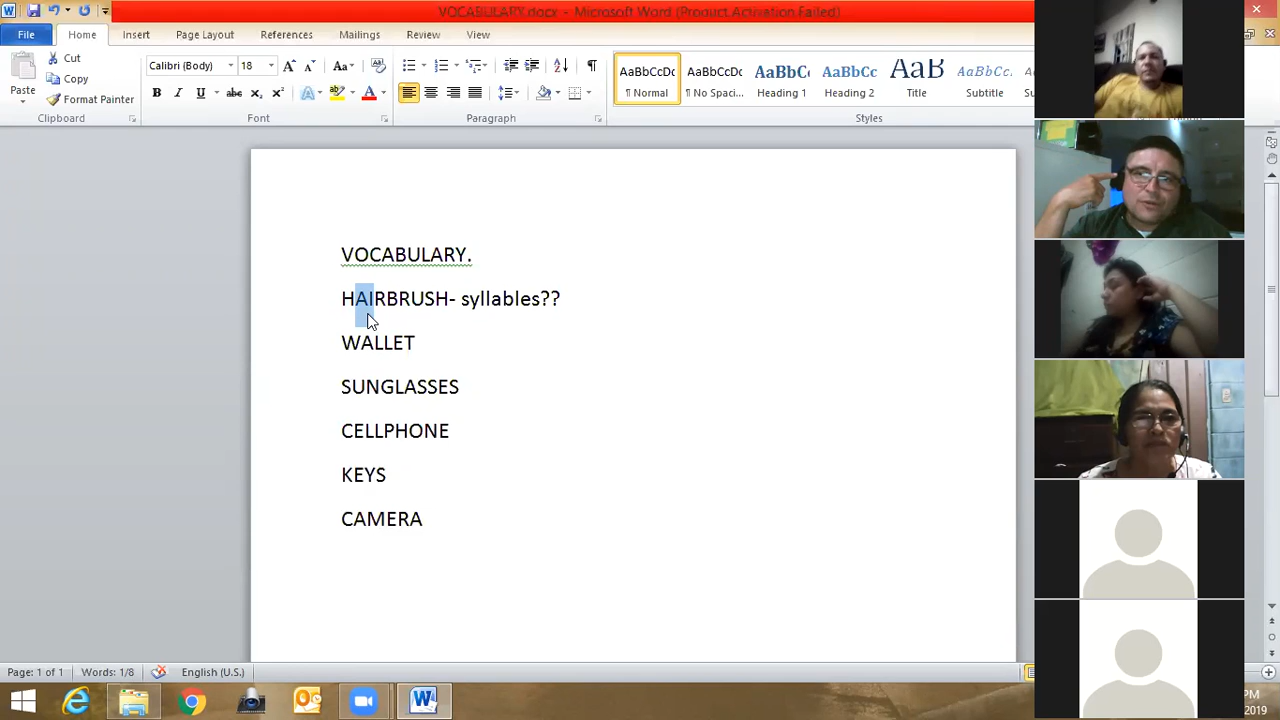 VOCABULARY.docx - Microsoft Word (Product Activation Failed)
File Home Insert Page Layout References Mailings Review View
Paste
Cut
Copy
Format Painter
Clipboard
Calibri (Body) 18
Font
Paragraph
AaBbCcDc AaBbCcDc AaBbC AaBbCc AaB AaBbCcL
¶ Normal ¶ No Spaci... Heading 1 Heading 2 Title Subtitle
Styles
VOCABULARY.
HAIRBRUSH- syllables??
WALLET
SUNGLASSES
CELLPHONE
KEYS
CAMERA
Page: 1 of 1 Words: 1/8 English (U.S.)
PM
2019